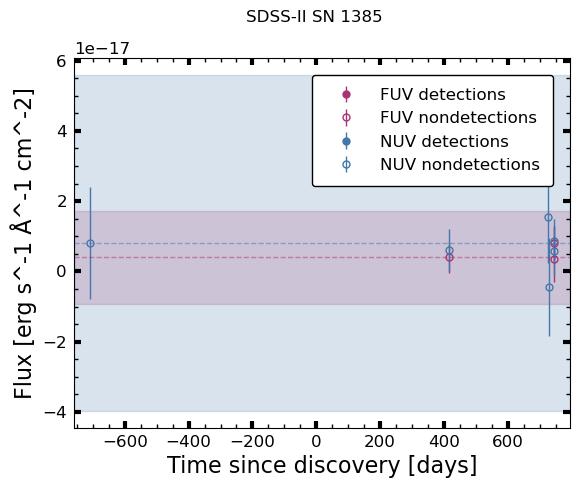 SDSS-II SN 1385
1e−17
6
4
2
0
−2
−4
Flux [erg s^-1 Å^-1 cm^-2]
FUV detections
FUV nondetections
NUV detections
NUV nondetections
−600 −400 −200 0 200 400 600
Time since discovery [days]